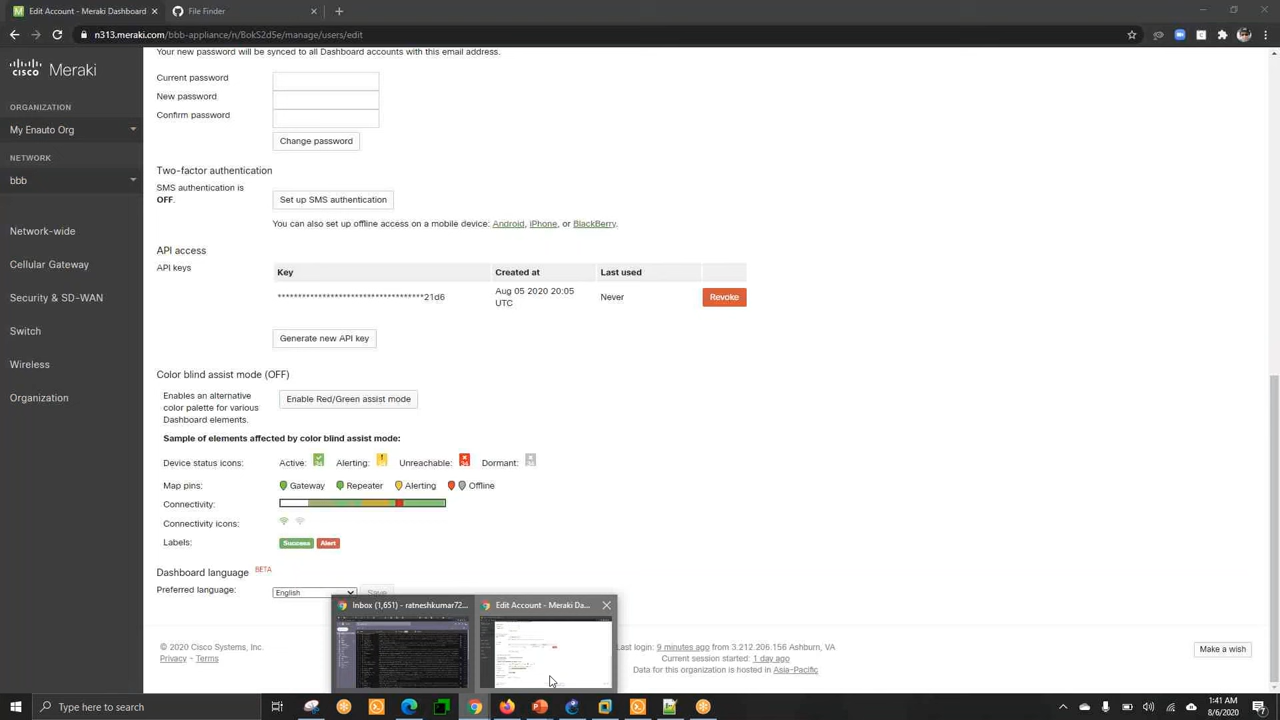 Edit Account - Meraki Dashboard
Edit Account - Meraki Dashboard
n313.meraki.com/bbb-appliance/n/BokS2d5e/manage/users/edit
Your new password will be synced to all Dashboard accounts with this email address.
CISCO Meraki
Current password
New password
ORGANIZATION
Confirm password
My Enauto Org
Change password
NETWORK
Two-factor authentication
bbb
SMS authentication is
OFF.
Set up SMS authentication
You can also set up offline access on a mobile device: Android, iPhone, or BlackBerry.
Network-wide
API access
Cellular Gateway
API keys
Key Created at Last used
***********************************21d6
Aug 05 2020 20:05
UTC
Never
Revoke
Security & SD-WAN
Switch
Generate new API key
Wireless
Color blind assist mode (OFF)
Organization
Enables an alternative
color palette for various
Dashboard elements.
Enable Red/Green assist mode
Sample of elements affected by color blind assist mode:
Device status icons: Active: Alerting: Unreachable: Dormant:
Map pins: Gateway Repeater Alerting Offline
Connectivity:
Connectivity icons:
Labels: Success Alert
Dashboard language BETA
Preferred language: English Save
Inbox (1,651) - ratneshkumar72...
Edit Account - Meraki Da...
© 2020 Cisco Systems, Inc.
Privacy - Terms
Last login: 9 minutes ago from 3.212.206.156 Ashburn, VA
Current session started: 1 day ago
Data for this organization is hosted in Asia-Pacific
Make a wish
Type here to search
1:41 AM
8/6/2020